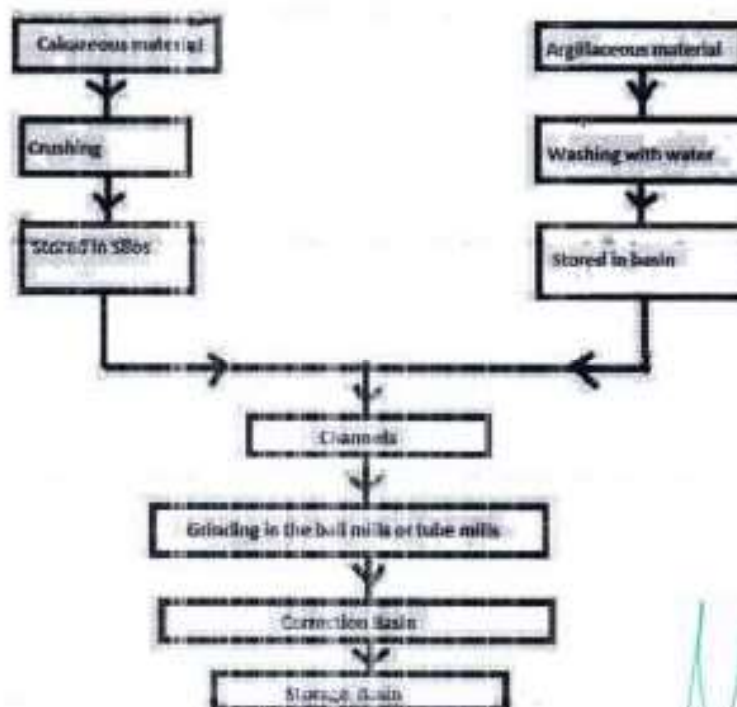 Calcareous material
Argillaceous material
Crushing
Washing with water
Stored in Silos
Stored in basin
Channels
Grinding in the ball mills or tube mills
Correction Basin
Storage Basin